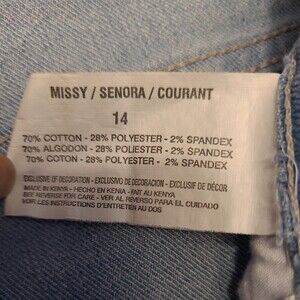 MISSY / SENORA / COURANT
14
70% COTTON - 28% POLYESTER - 2% SPANDEX
70% ALGODON - 28% POLIESTER - 2% SPANDEX
70% COTON - 28% POLYESTER - 2% SPANDEX
EXCLUSIVE OF DECORATION - EXCLUSIVO DE DECORACION - EXCLUSIF DE DÉCOR
MADE IN KENYA - HECHO EN KENIA - FAIT AU KENYA
SEE REVERSE FOR CARE - VER AL REVERSO PARA EL CUIDADO
VOIR LES INSTRUCTIONS D'ENTRETIEN AU DOS